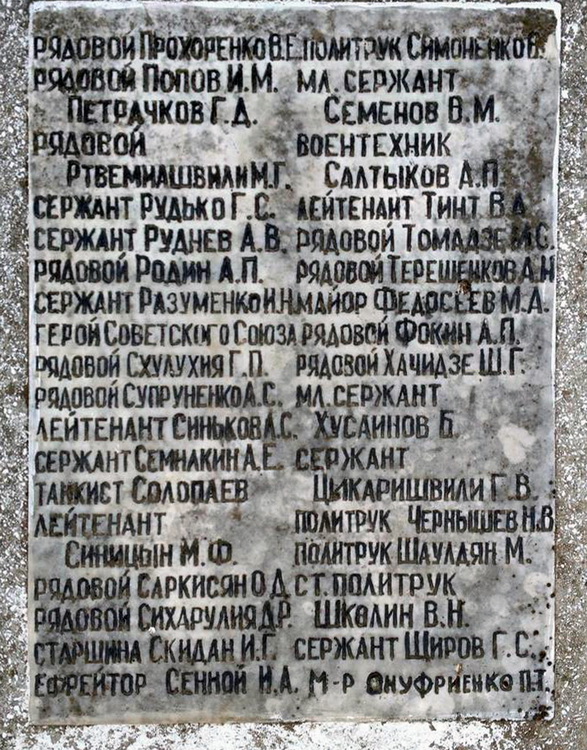 РЯДОВОЙ ПРОХОРЕНКО В.Е.
РЯДОВОЙ ПОПОВ И.М.
ПЕТРАЧКОВ Г.Д.
РЯДОВОЙ
РТВЕМИАШВИЛИ М.Г.
СЕРЖАНТ РУДЬКО Г.С.
СЕРЖАНТ РУДНЕВ А.В.
РЯДОВОЙ РОДИН А.П.
СЕРЖАНТ РАЗУМЕНКО И.Н.
ГЕРОЙ СОВЕТСКОГО СОЮЗА
РЯДОВОЙ СХУЛУХИЯ Г.П.
РЯДОВОЙ СУПРУНЕНКО А.С.
ЛЕЙТЕНАНТ СИНЬКОВ А.С.
СЕРЖАНТ СЕМНАКИН А.Е.
ТАНКИСТ СОЛОПАЕВ
ЛЕЙТЕНАНТ
СИНИЦЫН М.Ф.
РЯДОВОЙ САРКИСЯН О.Д.
РЯДОВОЙ СИХАРУЛИЯ Д.Р.
СТАРШИНА СКИДАН И.Г.
ЕФРЕЙТОР СЕННОЙ И.А.
ПОЛИТРУК СИМОНЕНКО
МЛ. СЕРЖАНТ
СЕМЕНОВ В.М.
ВОЕНТЕХНИК
САЛТЫКОВ А.П.
ЛЕЙТЕНАНТ ТИНТ В.А.
РЯДОВОЙ ТОМАДЗЕ И.С.
РЯДОВОЙ ТЕРЕШЕНКОВ А.Н
МАЙОР ФЕДОСЕЕВ М.А.
РЯДОВОЙ ФОКИН А.П.
РЯДОВОЙ ХАЧИДЗЕ Ш.Г.
МЛ. СЕРЖАНТ
ХУСАИНОВ Б
СЕРЖАНТ
ЦИКАРИШВИЛИ Г.В.
ПОЛИТРУК ЧЕРНЫШЕВ Н.В
ПОЛИТРУК ШАУЛДЯН М.
СТ. ПОЛИТРУК
ШКОЛИН В.Н.
СЕРЖАНТ ЩИРОВ Г.С.
М-Р ОНУФРИЕНКО П.Т.